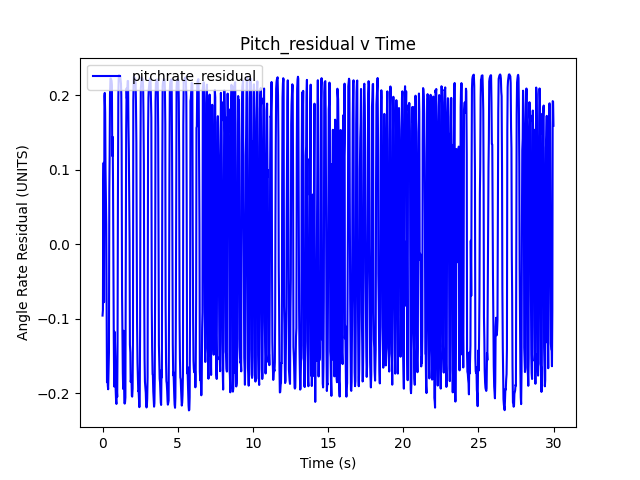 Pitch_residual v Time
pitchrate_residual
Angle Rate Residual (UNITS)
0.2
0.1
0.0
−0.1
−0.2
0 5 10 15 20 25 30
Time (s)